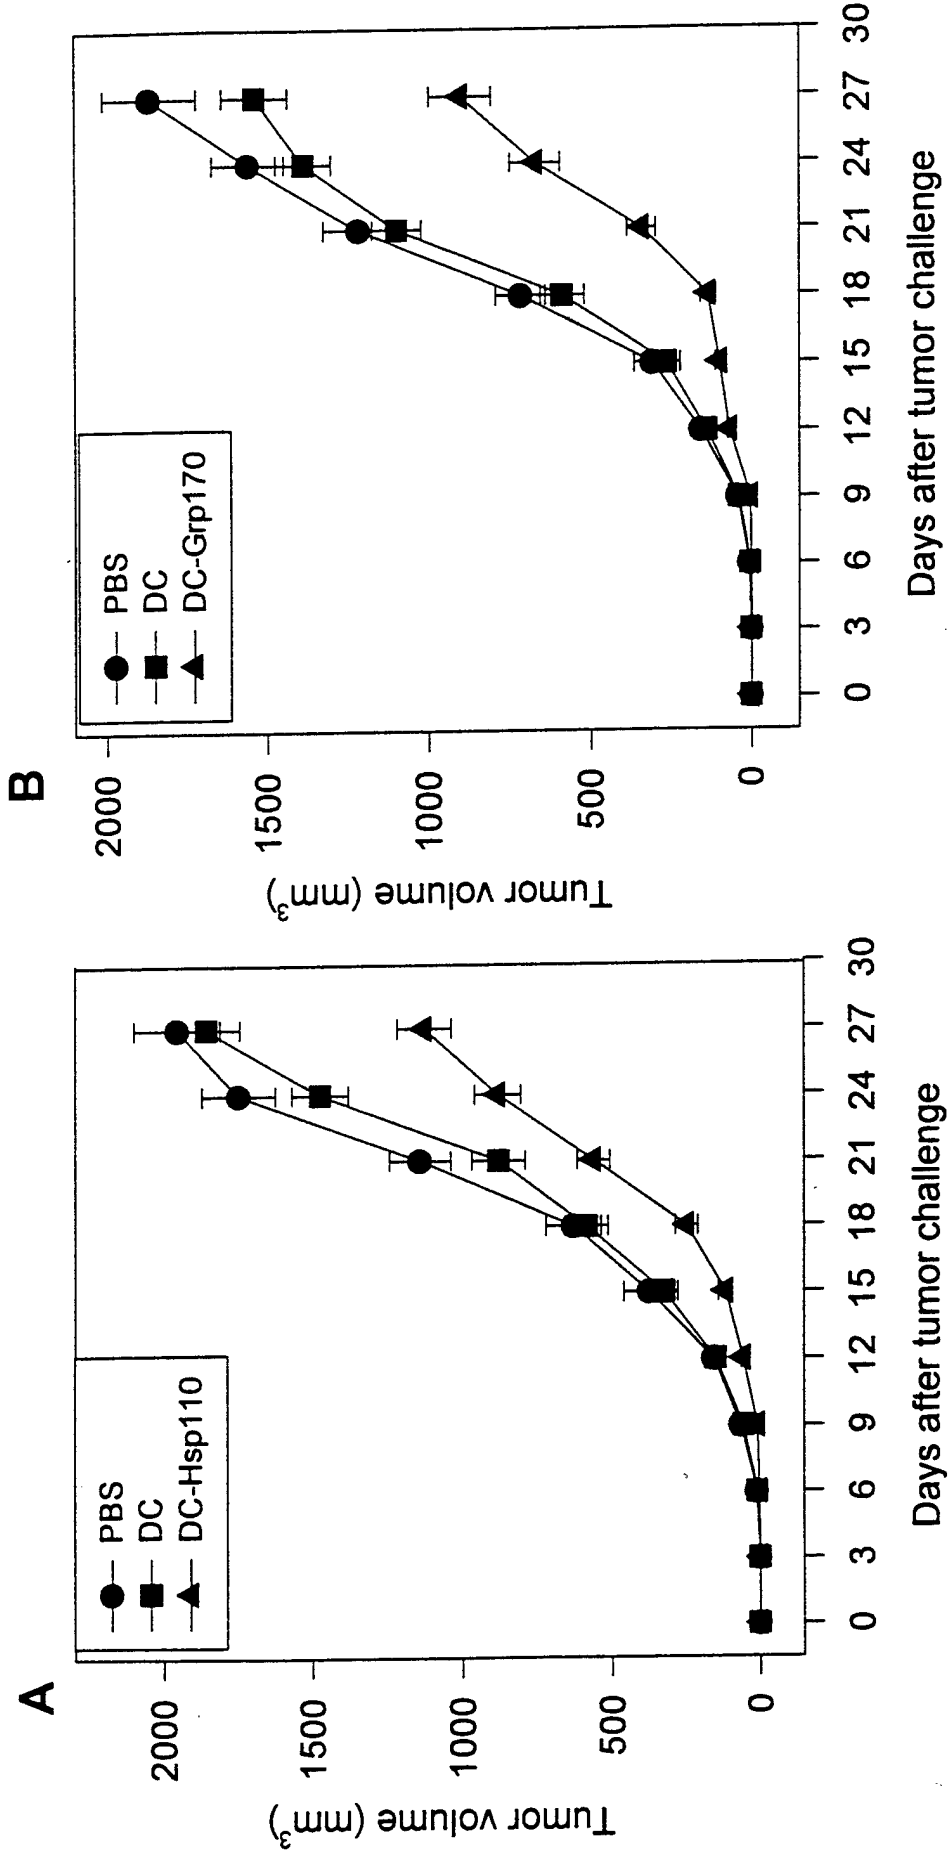 A
Tumor volume (mm³)
2000
1500
1000
500
0
PBS
DC
DC-Hsp110
0 3 6 9 12 15 18 21 24 27 30
Days after tumor challenge
B
Tumor volume (mm³)
2000
1500
1000
500
0
PBS
DC
DC-Grp170
0 3 6 9 12 15 18 21 24 27 30
Days after tumor challenge